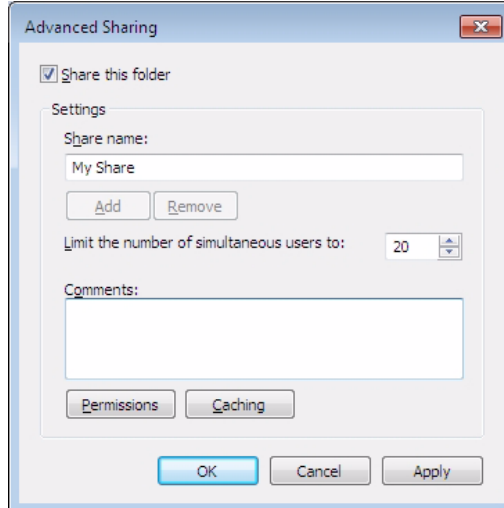 Advanced Sharing
Share this folder
Settings
Share name:
My Share
Add Remove
Limit the number of simultaneous users to: 20
Comments:
Permissions Caching
OK Cancel Apply